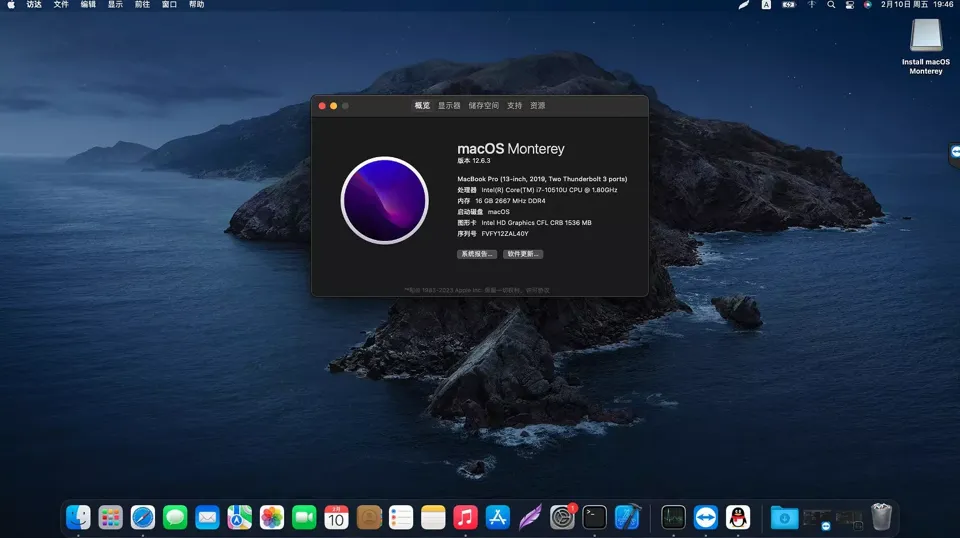 访达 文件 编辑 显示 前往 窗口 帮助
A
2月10日 周五 19:46
Install macOS
Monterey
概览 显示器 储存空间 支持 资源
macOS Monterey
版本 12.6.3
MacBook Pro (13-inch, 2019, Two Thunderbolt 3 ports)
处理器 Intel(R) Core(TM) i7-10510U CPU @ 1.80GHz
内存 16 GB 2667 MHz DDR4
启动磁盘 macOS
图形卡 Intel HD Graphics CFL CRB 1536 MB
序列号 FVFY12ZAL40Y
系统报告... 软件更新...
™和© 1983-2023 Apple Inc. 保留一切权利。许可协议
2月
10
1